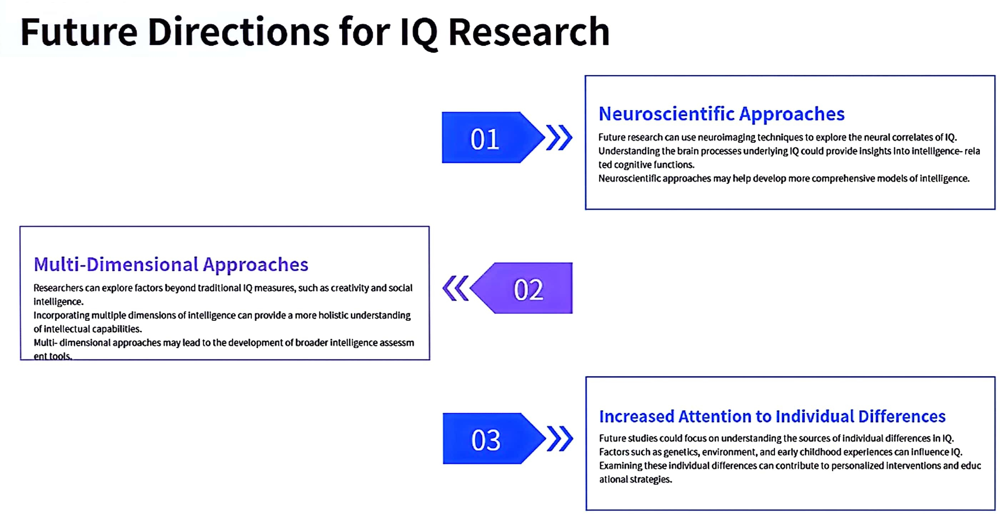 Future Directions for IQ Research
01
Neuroscientific Approaches
Future research can use neuroimaging techniques to explore the neural correlates of IQ.
Understanding the brain processes underlying IQ could provide insights into intelligence- rela
ted cognitive functions.
Neuroscientific approaches may help develop more comprehensive models of intelligence.
Multi-Dimensional Approaches
Researchers can explore factors beyond traditional IQ measures, such as creativity and social
intelligence.
Incorporating multiple dimensions of intelligence can provide a more holistic understanding
of intellectual capabilities.
Multi- dimensional approaches may lead to the development of broader intelligence assessm
ent tools.
02
03
Increased Attention to Individual Differences
Future studies could focus on understanding the sources of individual differences in IQ.
Factors such as genetics, environment, and early childhood experiences can influence IQ.
Examining these individual differences can contribute to personalized interventions and educ
ational strategies.